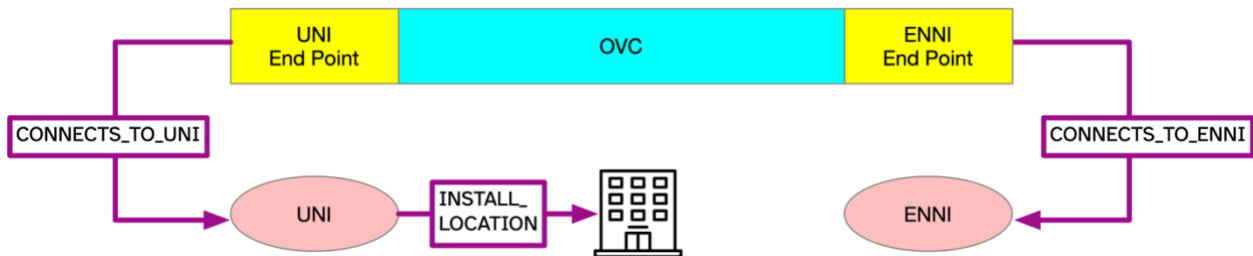 UNI
End Point
OVC
ENNI
End Point
CONNECTS_TO_UNI
CONNECTS_TO_ENNI
UNI
INSTALL_
LOCATION
ENNI